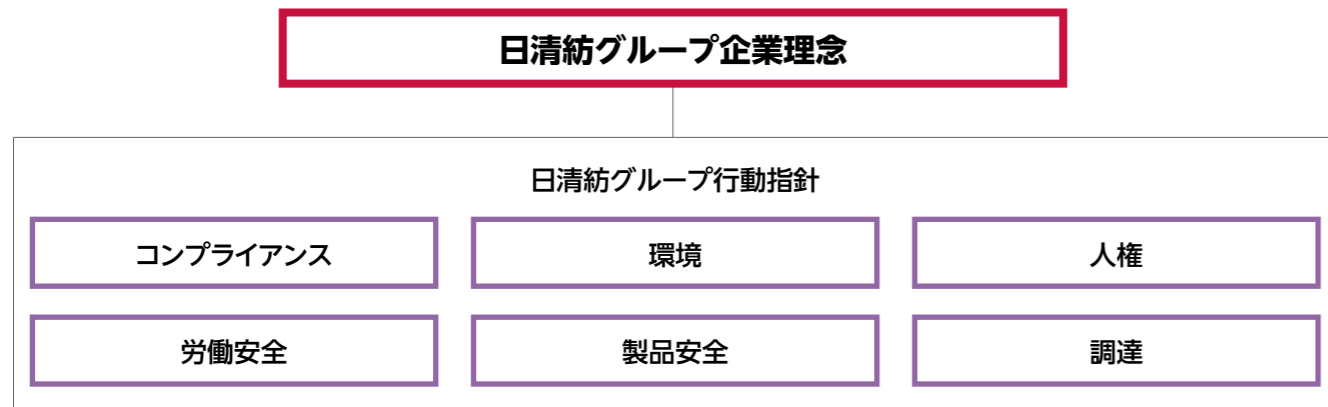 日清紡グループ企業理念
日清紡グループ行動指針
コンプライアンス
環境
人権
労働安全
製品安全
調達